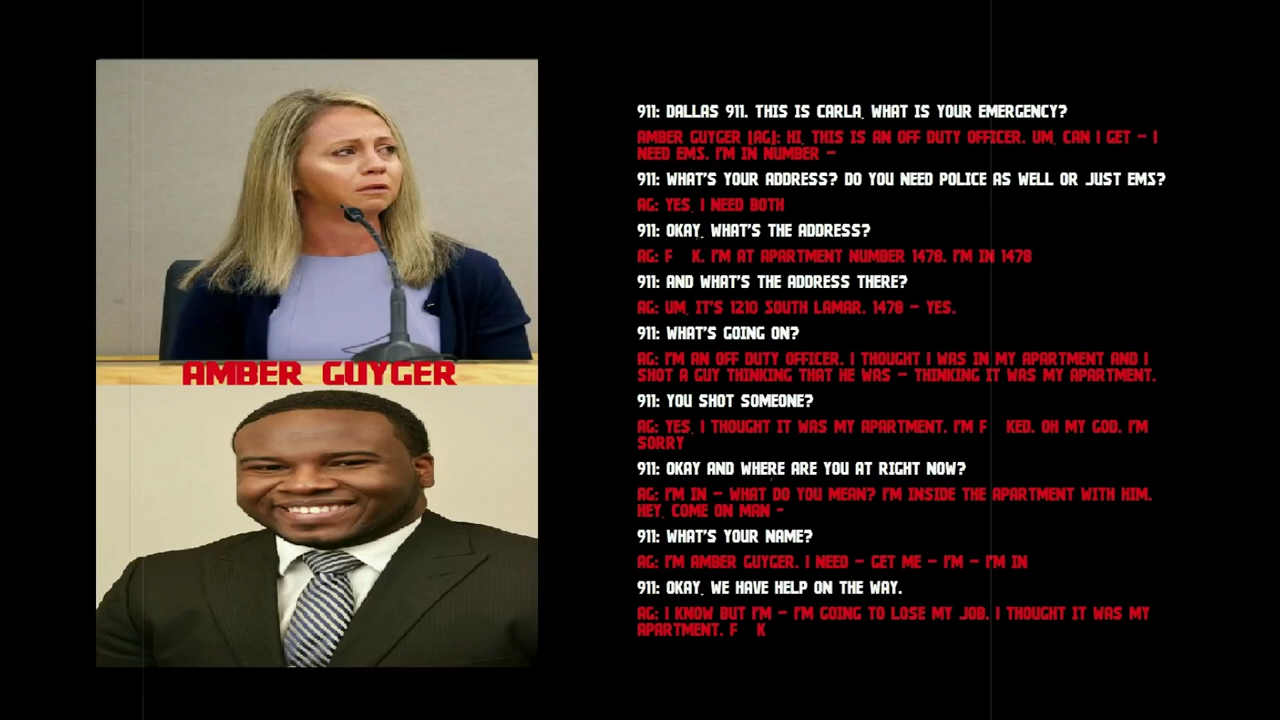 AMBER GUYGER
911: DALLAS 911. THIS IS CARLA, WHAT IS YOUR EMERGENCY?
AMBER GUYGER [AG]: HI, THIS IS AN OFF DUTY OFFICER. UM, CAN I GET – I
NEED EMS. I'M IN NUMBER –
911: WHAT'S YOUR ADDRESS? DO YOU NEED POLICE AS WELL OR JUST EMS?
AG: YES, I NEED BOTH
911: OKAY, WHAT'S THE ADDRESS?
AG: F K. I'M AT APARTMENT NUMBER 1478. I'M IN 1478
911: AND WHAT'S THE ADDRESS THERE?
AG: UM, IT'S 1210 SOUTH LAMAR. 1478 – YES.
911: WHAT'S GOING ON?
AG: I'M AN OFF DUTY OFFICER. I THOUGHT I WAS IN MY APARTMENT AND I
SHOT A GUY THINKING THAT HE WAS – THINKING IT WAS MY APARTMENT.
911: YOU SHOT SOMEONE?
AG: YES, I THOUGHT IT WAS MY APARTMENT. I'M F KED. OH MY GOD. I'M
SORRY
911: OKAY AND WHERE ARE YOU AT RIGHT NOW?
AG: I'M IN – WHAT DO YOU MEAN? I'M INSIDE THE APARTMENT WITH HIM.
HEY, COME ON MAN -
911: WHAT'S YOUR NAME?
AG: I'M AMBER GUYGER. I NEED – GET ME – I'M – I'M IN
911: OKAY, WE HAVE HELP ON THE WAY.
AG: I KNOW BUT I'M – I'M GOING TO LOSE MY JOB. I THOUGHT IT WAS MY
APARTMENT. F K